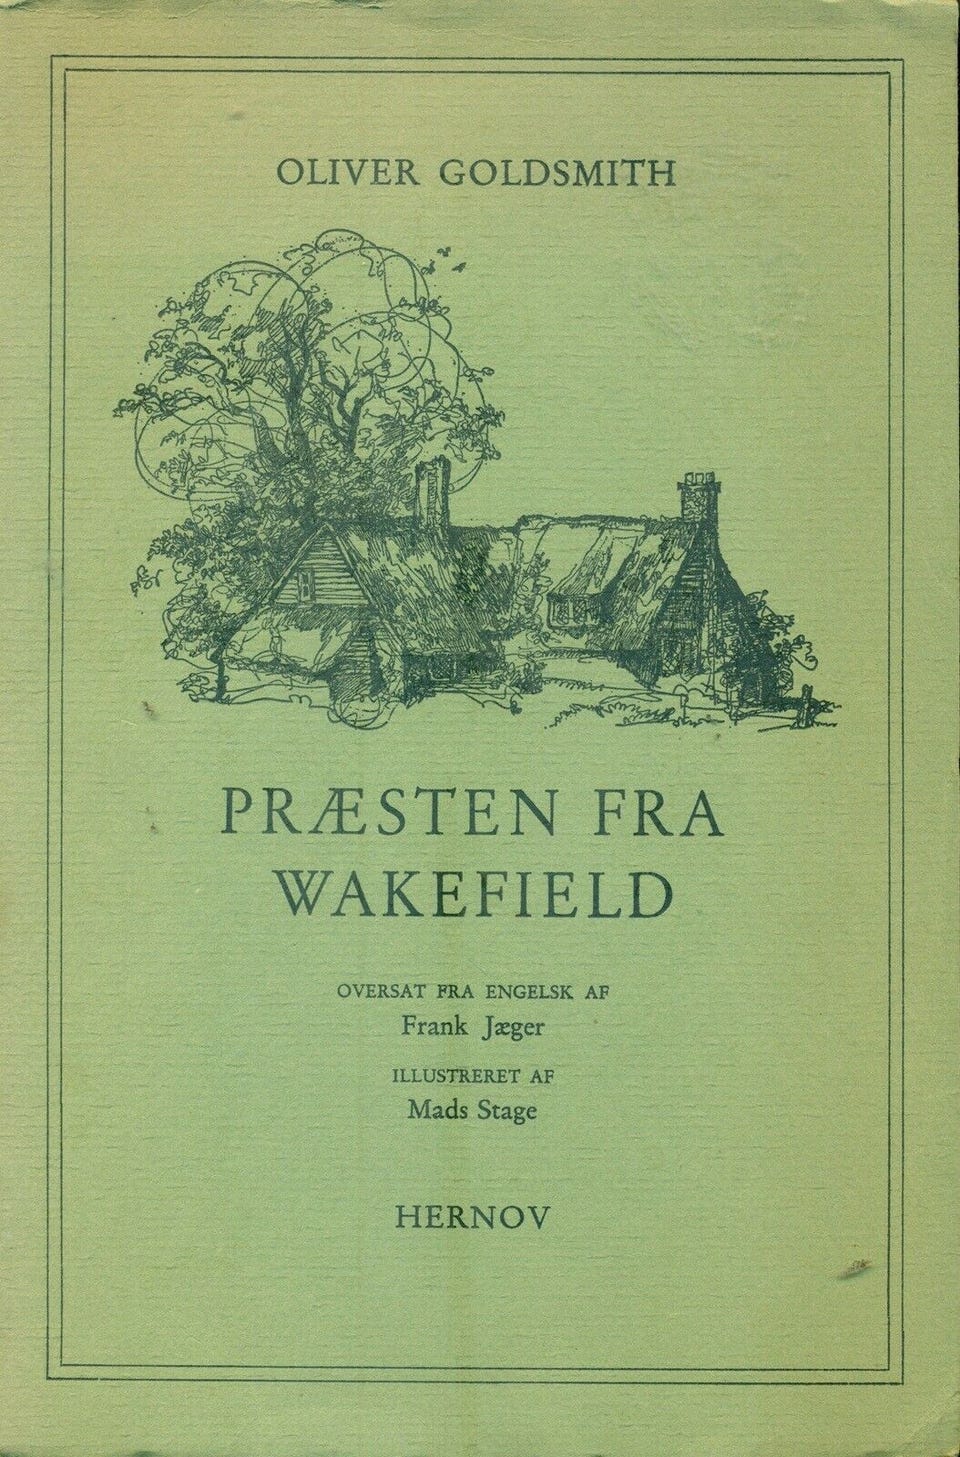 OLIVER GOLDSMITH
PRÆSTEN FRA
WAKEFIELD
OVERSAT FRA ENGELSK AF
Frank Jæger
ILLUSTRERET AF
Mads Stage
HERNOV